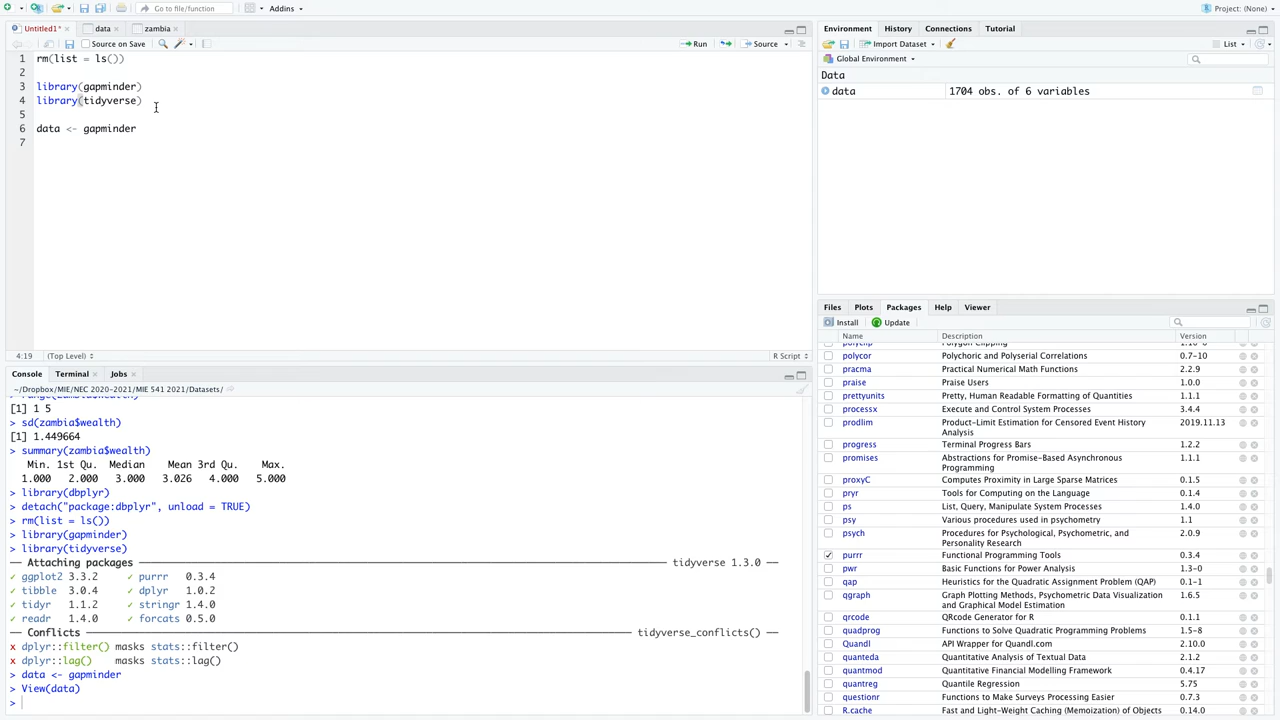 Go to file/function
Addins
Project: (None)
Untitled1*
data
zambia
Source on Save
Run
Source
1 rm(list = ls())
2
3 library(gapminder)
4 library(tidyverse)
5
6 data <- gapminder
7
4:19
(Top Level)
R Script
Console
Terminal
Jobs
~/Dropbox/MIE/NEC 2020-2021/MIE 541 2021/Datasets/
> range(zambia$wealth)
[1] 1 5
> sd(zambia$wealth)
[1] 1.449664
> summary(zambia$wealth)
Min. 1st Qu. Median Mean 3rd Qu. Max.
1.000 2.000 3.000 3.026 4.000 5.000
> library(dbplyr)
> detach("package:dbplyr", unload = TRUE)
> rm(list = ls())
> library(gapminder)
> library(tidyverse)
── Attaching packages ── tidyverse 1.3.0 ──
✓ ggplot2 3.3.2 ✓ purrr 0.3.4
✓ tibble 3.0.4 ✓ dplyr 1.0.2
✓ tidyr 1.1.2 ✓ stringr 1.4.0
✓ readr 1.4.0 ✓ forcats 0.5.0
── Conflicts ── tidyverse_conflicts() ──
x dplyr::filter() masks stats::filter()
x dplyr::lag() masks stats::lag()
> data <- gapminder
> View(data)
>
Environment
History
Connections
Tutorial
Import Dataset
List
Global Environment
Data
data 1704 obs. of 6 variables
Files
Plots
Packages
Help
Viewer
Install
Update
Name Description Version
polyclip Polygon Clipping 1.10-0
polycor Polychoric and Polyserial Correlations 0.7-10
pracma Practical Numerical Math Functions 2.2.9
praise Praise Users 1.0.0
prettyunits Pretty, Human Readable Formatting of Quantities 1.1.1
processx Execute and Control System Processes 3.4.4
prodlim Product-Limit Estimation for Censored Event History 2019.11.13
Analysis
progress Terminal Progress Bars 1.2.2
promises Abstractions for Promise-Based Asynchronous 1.1.1
Programming
proxyC Computes Proximity in Large Sparse Matrices 0.1.5
pryr Tools for Computing on the Language 0.1.4
ps List, Query, Manipulate System Processes 1.4.0
psy Various procedures used in psychometry 1.1
psych Procedures for Psychological, Psychometric, and 2.0.9
Personality Research
purrr Functional Programming Tools 0.3.4
pwr Basic Functions for Power Analysis 1.3-0
qap Heuristics for the Quadratic Assignment Problem (QAP) 0.1-1
qgraph Graph Plotting Methods, Psychometric Data Visualization 1.6.5
and Graphical Model Estimation
qrcode QRcode Generator for R 0.1.1
quadprog Functions to Solve Quadratic Programming Problems 1.5-8
Quandl API Wrapper for Quandl.com 2.10.0
quanteda Quantitative Analysis of Textual Data 2.1.2
quantmod Quantitative Financial Modelling Framework 0.4.17
quantreg Quantile Regression 5.75
questionr Functions to Make Surveys Processing Easier 0.7.3
R.cache Fast and Light-Weight Caching (Memoization) of Objects 0.14.0